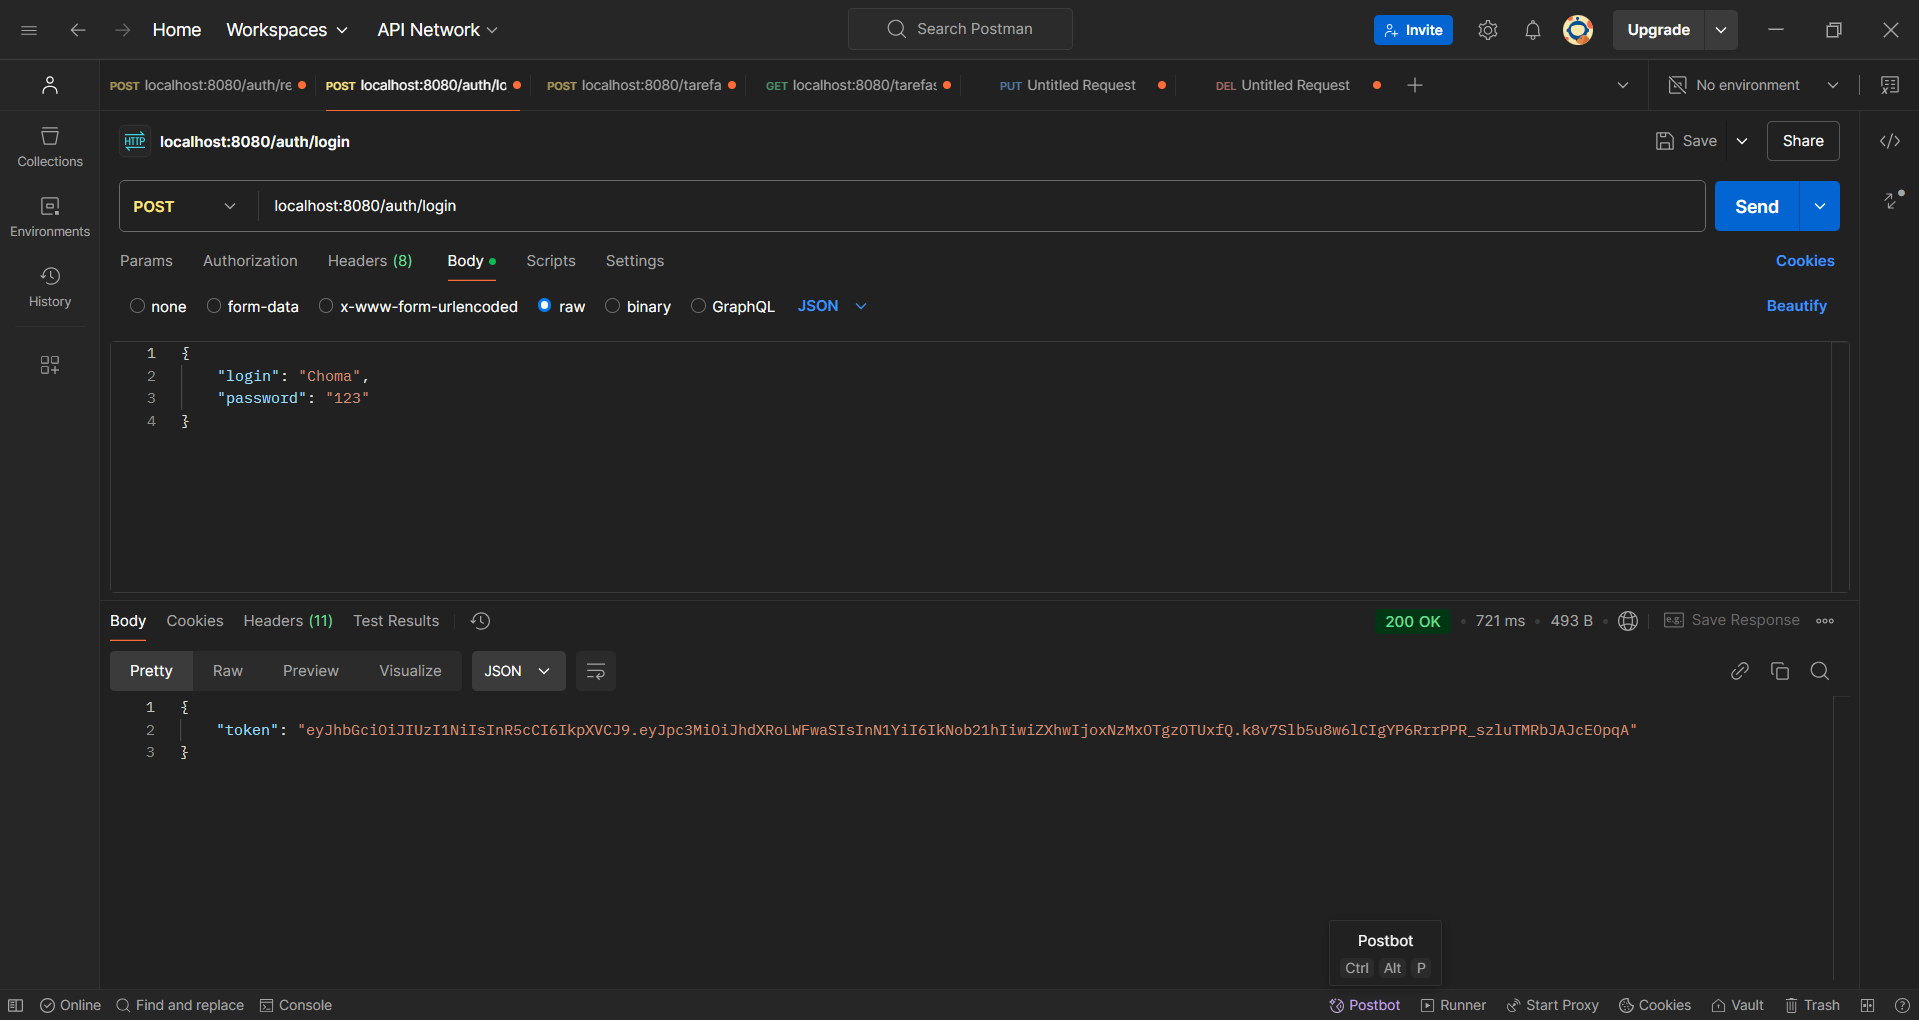 Home Workspaces API Network Search Postman Invite Upgrade
POST localhost:8080/auth/re POST localhost:8080/auth/lo POST localhost:8080/tarefa GET localhost:8080/tarefas PUT Untitled Request DEL Untitled Request No environment
HTTP localhost:8080/auth/login Save Share
Collections
POST localhost:8080/auth/login Send
Environments
Params Authorization Headers (8) Body Scripts Settings Cookies
History
none form-data x-www-form-urlencoded raw binary GraphQL JSON Beautify
1 {
2 "login": "Choma",
3 "password": "123"
4 }
Body Cookies Headers (11) Test Results 200 OK 721 ms 493 B e.g. Save Response
Pretty Raw Preview Visualize JSON
1 {
2 "token": "eyJhbGciOiJIUzI1NiIsInR5cCI6IkpXVCJ9.eyJpc3MiOiJhdXRoLWFwaSIsInN1YiI6IkNob21hIiwiZXhwIjoxNzMxOTgzOTUxfQ.k8v7Slb5u8w6lCIgYP6RrrPPR_szluTMRbJAJcEOpqA"
3 }
Postbot
Ctrl Alt P
Online Find and replace Console Postbot Runner Start Proxy Cookies Vault Trash